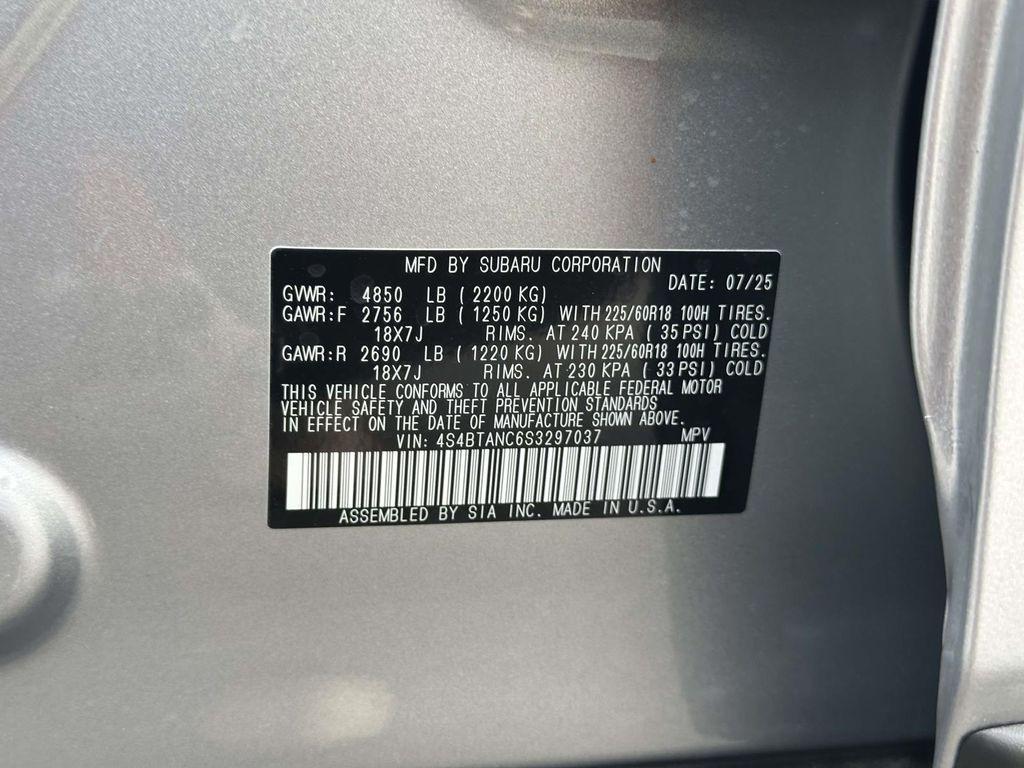 MFD BY SUBARU CORPORATION
DATE: 07/25
GVWR: 4850 LB (2200 KG)
GAWR:F 2756 LB (1250 KG) WITH 225/60R18 100H TIRES.
18X7J RIMS. AT 240 KPA (35 PSI) COLD
GAWR:R 2690 LB (1220 KG) WITH 225/60R18 100H TIRES.
18X7J RIMS. AT 230 KPA (33 PSI) COLD
THIS VEHICLE CONFORMS TO ALL APPLICABLE FEDERAL MOTOR
VEHICLE SAFETY AND THEFT PREVENTION STANDARDS
IN EFFECT ON THE DATE OF MANUFACTURE SHOWN ABOVE.
VIN: 4S4BTANC6S3297037 MPV
ASSEMBLED BY SIA INC. MADE IN U.S.A.